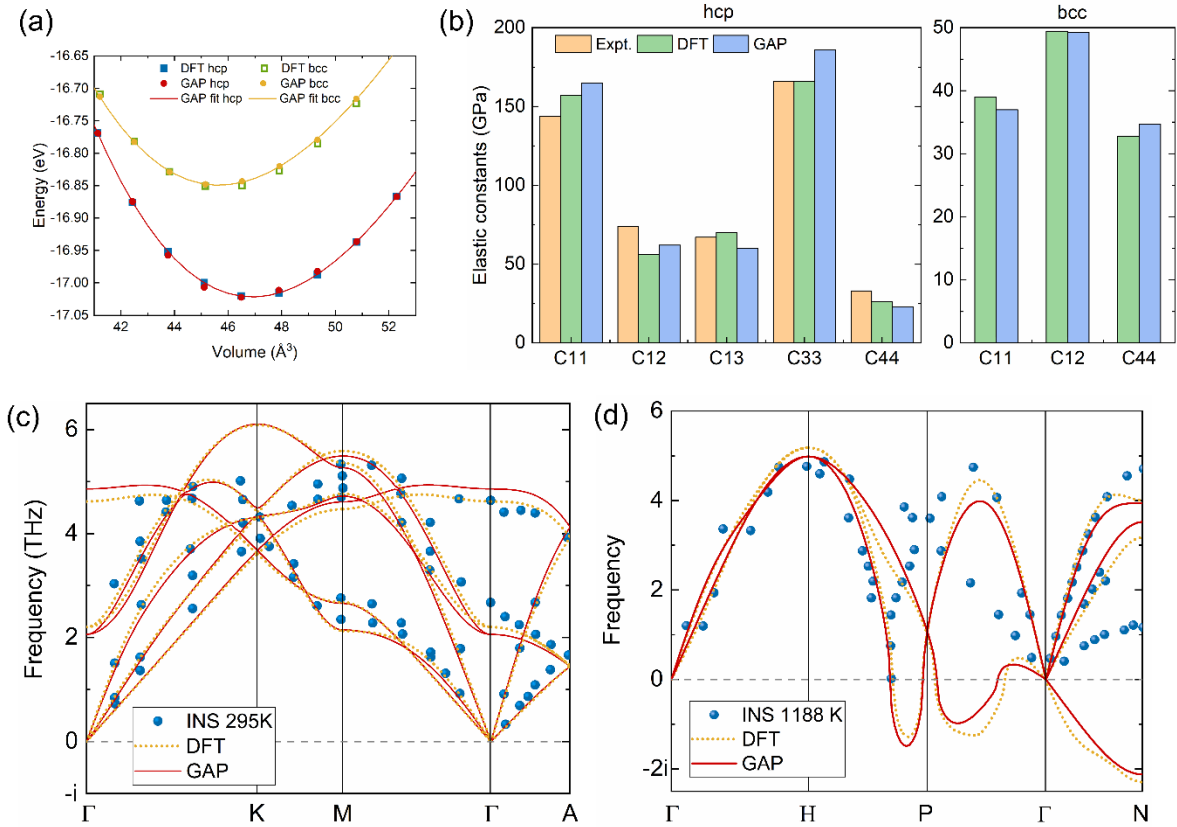 (a)
-16.65
-16.70
-16.75
-16.80
-16.85
-16.90
-16.95
-17.00
-17.05
Energy (eV)
DFT hcp DFT bcc
GAP hcp GAP bcc
GAP fit hcp GAP fit bcc
42 44 46 48 50 52
Volume (Å³)
(b)
hcp
200
150
100
50
0
Elastic constants (GPa)
Expt. DFT GAP
C11 C12 C13 C33 C44
bcc
50
40
30
20
10
0
C11 C12 C44
(c)
6
4
2
0
-i
Frequency (THz)
INS 295K
DFT
GAP
Γ K M Γ A
(d)
6
4
2
0
-2i
Frequency
INS 1188 K
DFT
GAP
Γ H P Γ N